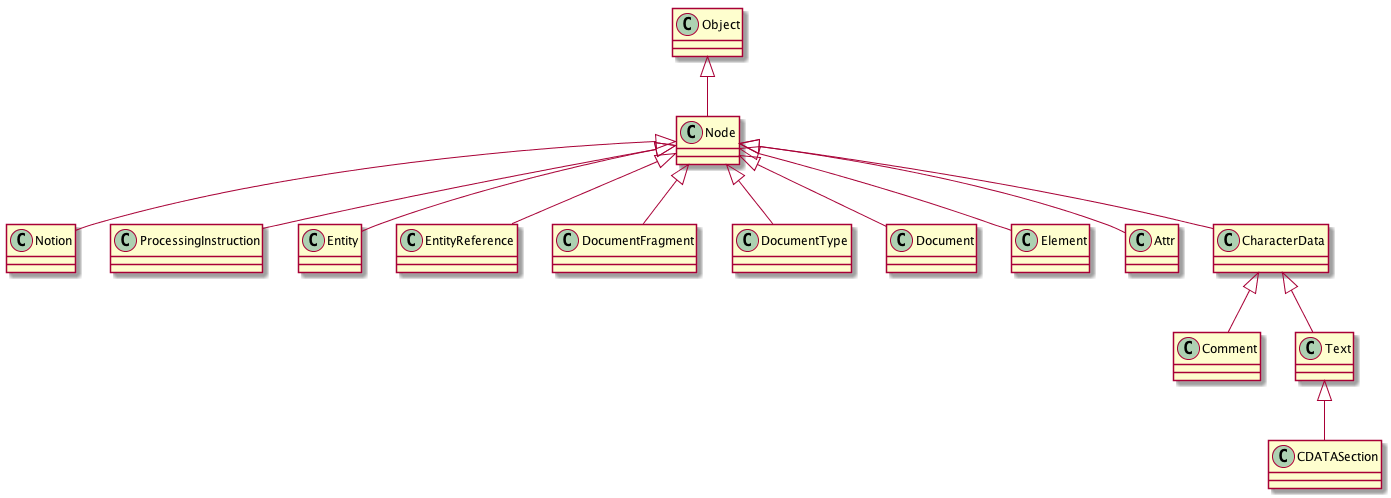 C Object
C Node
C Notion
C ProcessingInstruction
C Entity
C EntityReference
C DocumentFragment
C DocumentType
C Document
C Element
C Attr
C CharacterData
C Comment
C Text
C CDATASection